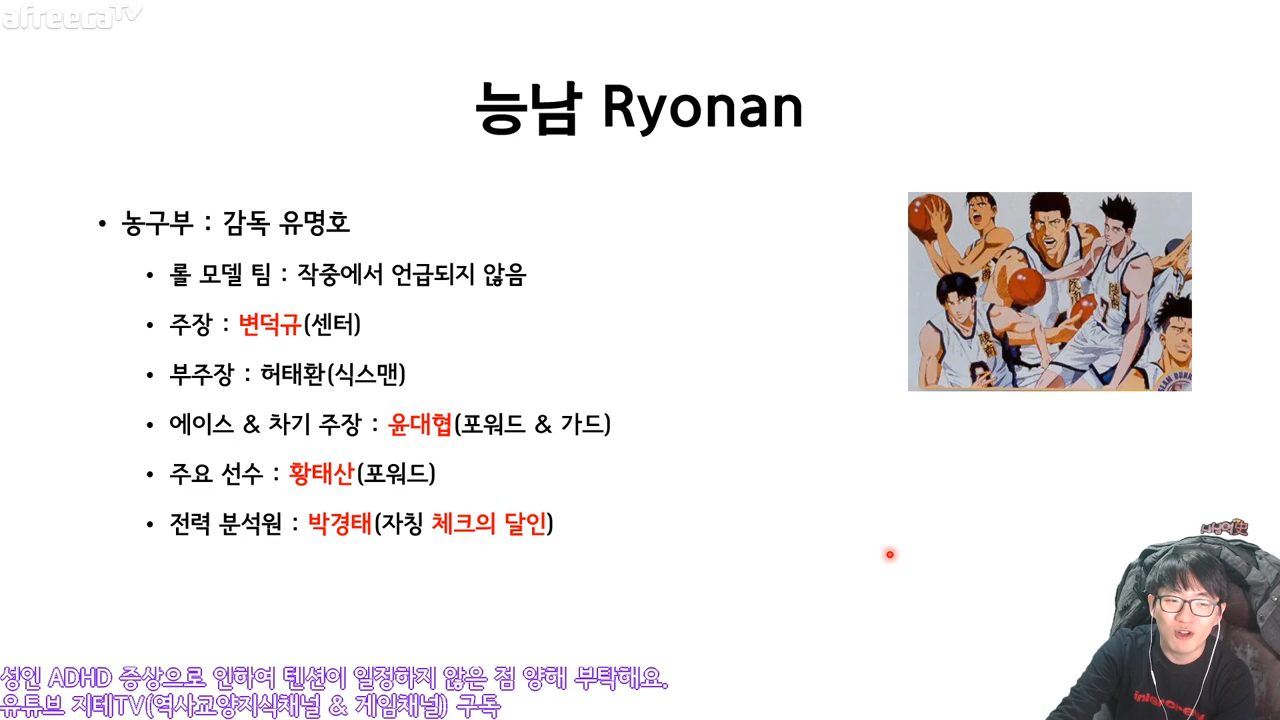 afreecaTV
능남 Ryonan
• 농구부 : 감독 유명호
• 롤 모델 팀 : 작중에서 언급되지 않음
• 주장 : 변덕규(센터)
• 부주장 : 허태환(식스맨)
• 에이스 & 차기 주장 : 윤대협(포워드 & 가드)
• 주요 선수 : 황태산(포워드)
• 전력 분석원 : 박경태(자칭 체크의 달인)
성인 ADHD 증상으로 인하여 텐션이 일정하지 않은 점 양해 부탁해요.
유튜브 지테TV(역사교양지식채널 & 게임채널) 구독